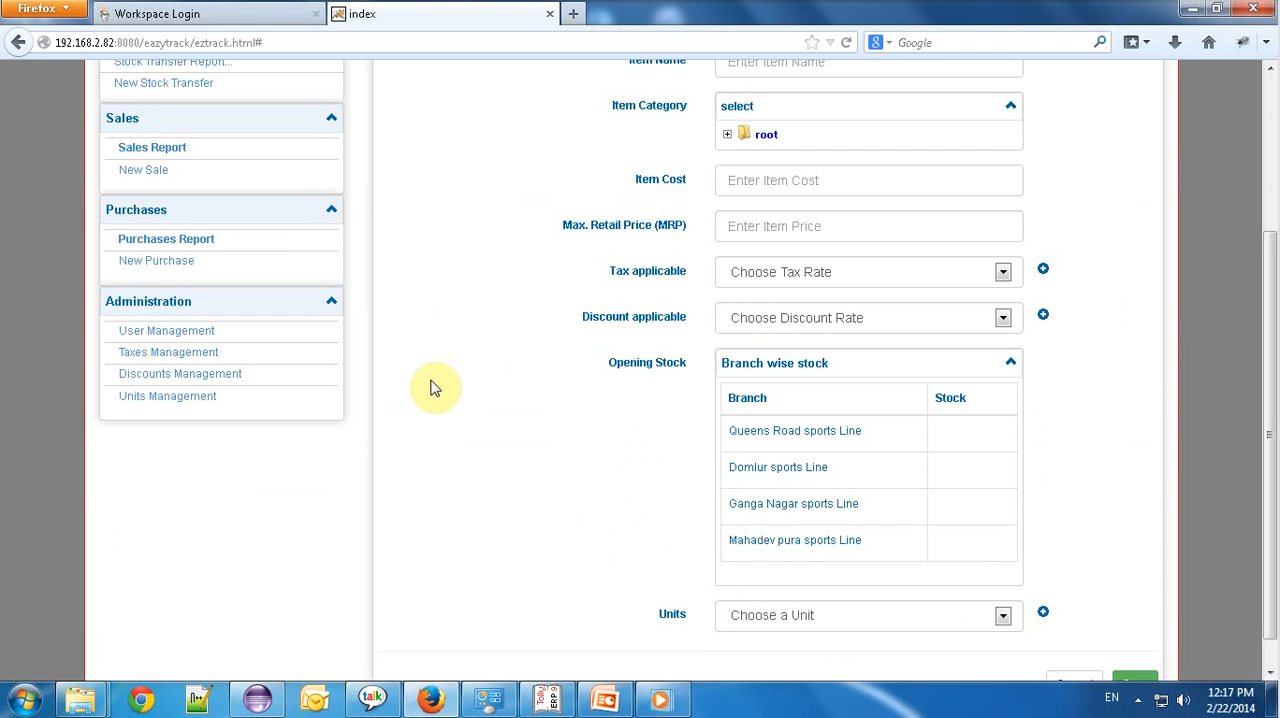 Firefox
Workspace Login
index
192.168.2.82:8080/eazytrack/eztrack.html#
Google
Stock Transfer Report...
New Stock Transfer
Sales
Sales Report
New Sale
Purchases
Purchases Report
New Purchase
Administration
User Management
Taxes Management
Discounts Management
Units Management
Item Name
Enter Item Name
Item Category
select
root
Item Cost
Enter Item Cost
Max. Retail Price (MRP)
Enter Item Price
Tax applicable
Choose Tax Rate
Discount applicable
Choose Discount Rate
Opening Stock
Branch wise stock
Branch
Stock
Queens Road sports Line
Domlur sports Line
Ganga Nagar sports Line
Mahadev pura sports Line
Units
Choose a Unit
talk
Tally
ERP 9
EN
12:17 PM
2/22/2014